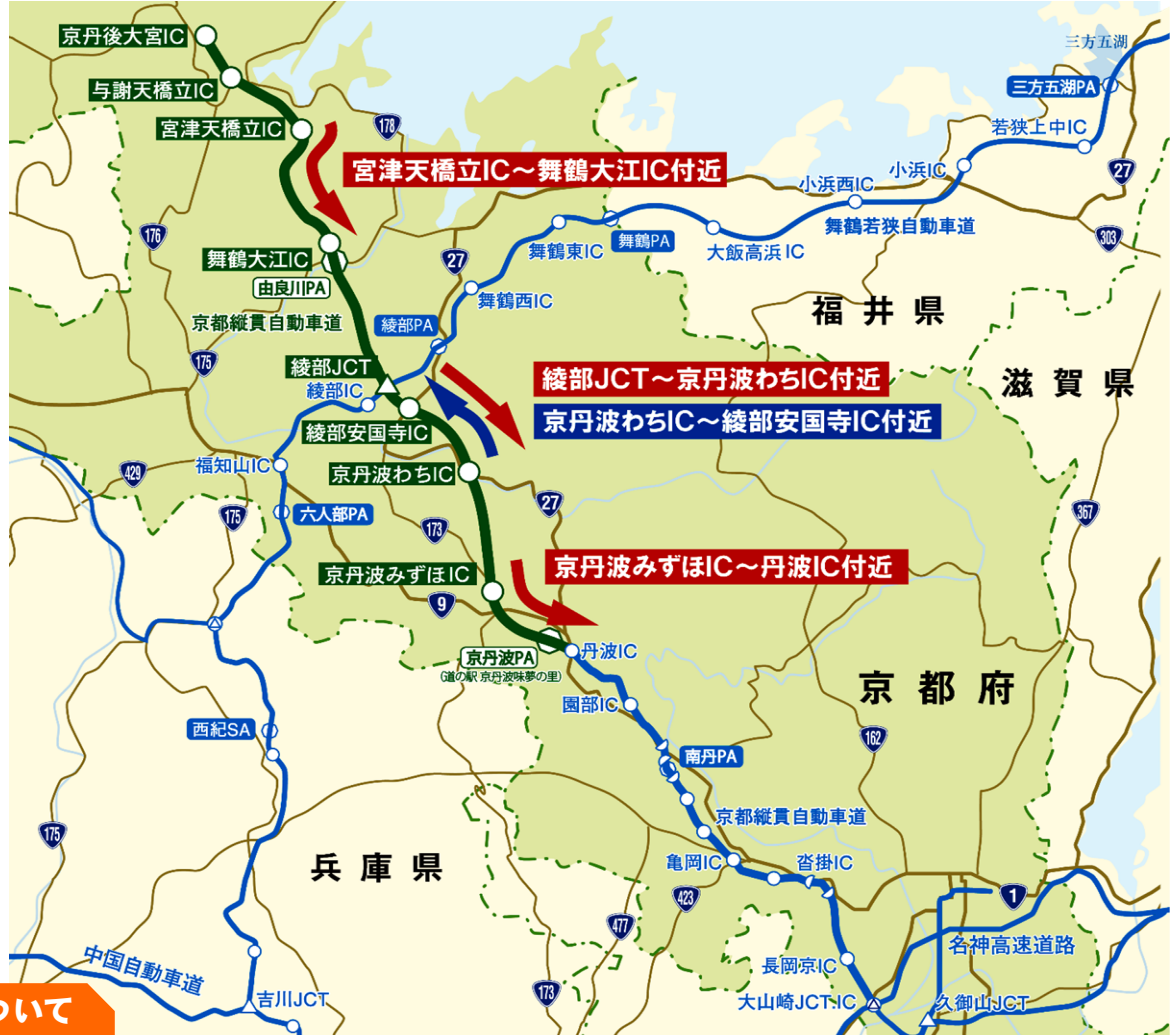 京丹後大宮IC
三方五湖
与謝天橋立IC
三方五湖PA
宮津天橋立IC
178
若狭上中IC
宮津天橋立IC〜舞鶴大江IC付近
小浜IC
27
小浜西IC
176
舞鶴若狭自動車道
303
舞鶴大江IC
27
舞鶴東IC
舞鶴PA
大飯高浜IC
由良川PA
舞鶴西IC
福井県
京都縦貫自動車道
綾部PA
175
綾部JCT
綾部JCT〜京丹波わちIC付近
滋賀県
綾部IC
京丹波わちIC〜綾部安国寺IC付近
綾部安国寺IC
福知山IC
429
京丹波わちIC
27
367
175
六人部PA
173
京丹波みずほIC
京丹波みずほIC〜丹波IC付近
9
京丹波PA
(道の駅 京丹波味夢の里)
丹波IC
京都府
園部IC
西紀SA
162
南丹PA
175
京都縦貫自動車道
兵庫県
亀岡IC
沓掛IC
423
1
477
名神高速道路
中国自動車道
長岡京IC
173
吉川JCT
大山崎JCT.IC
久御山JCT
ついて